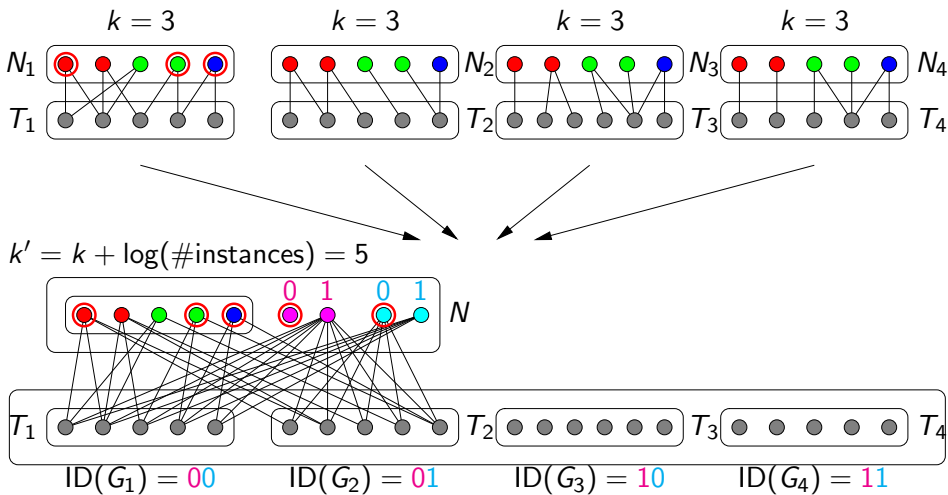 k = 3 k = 3 k = 3 k = 3
N₁ N₂ N₃ N₄
T₁ T₂ T₃ T₄
k′ = k + log(#instances) = 5
0 1 0 1
N
T₁ T₂ T₃ T₄
ID(G₁) = 00 ID(G₂) = 01 ID(G₃) = 10 ID(G₄) = 11